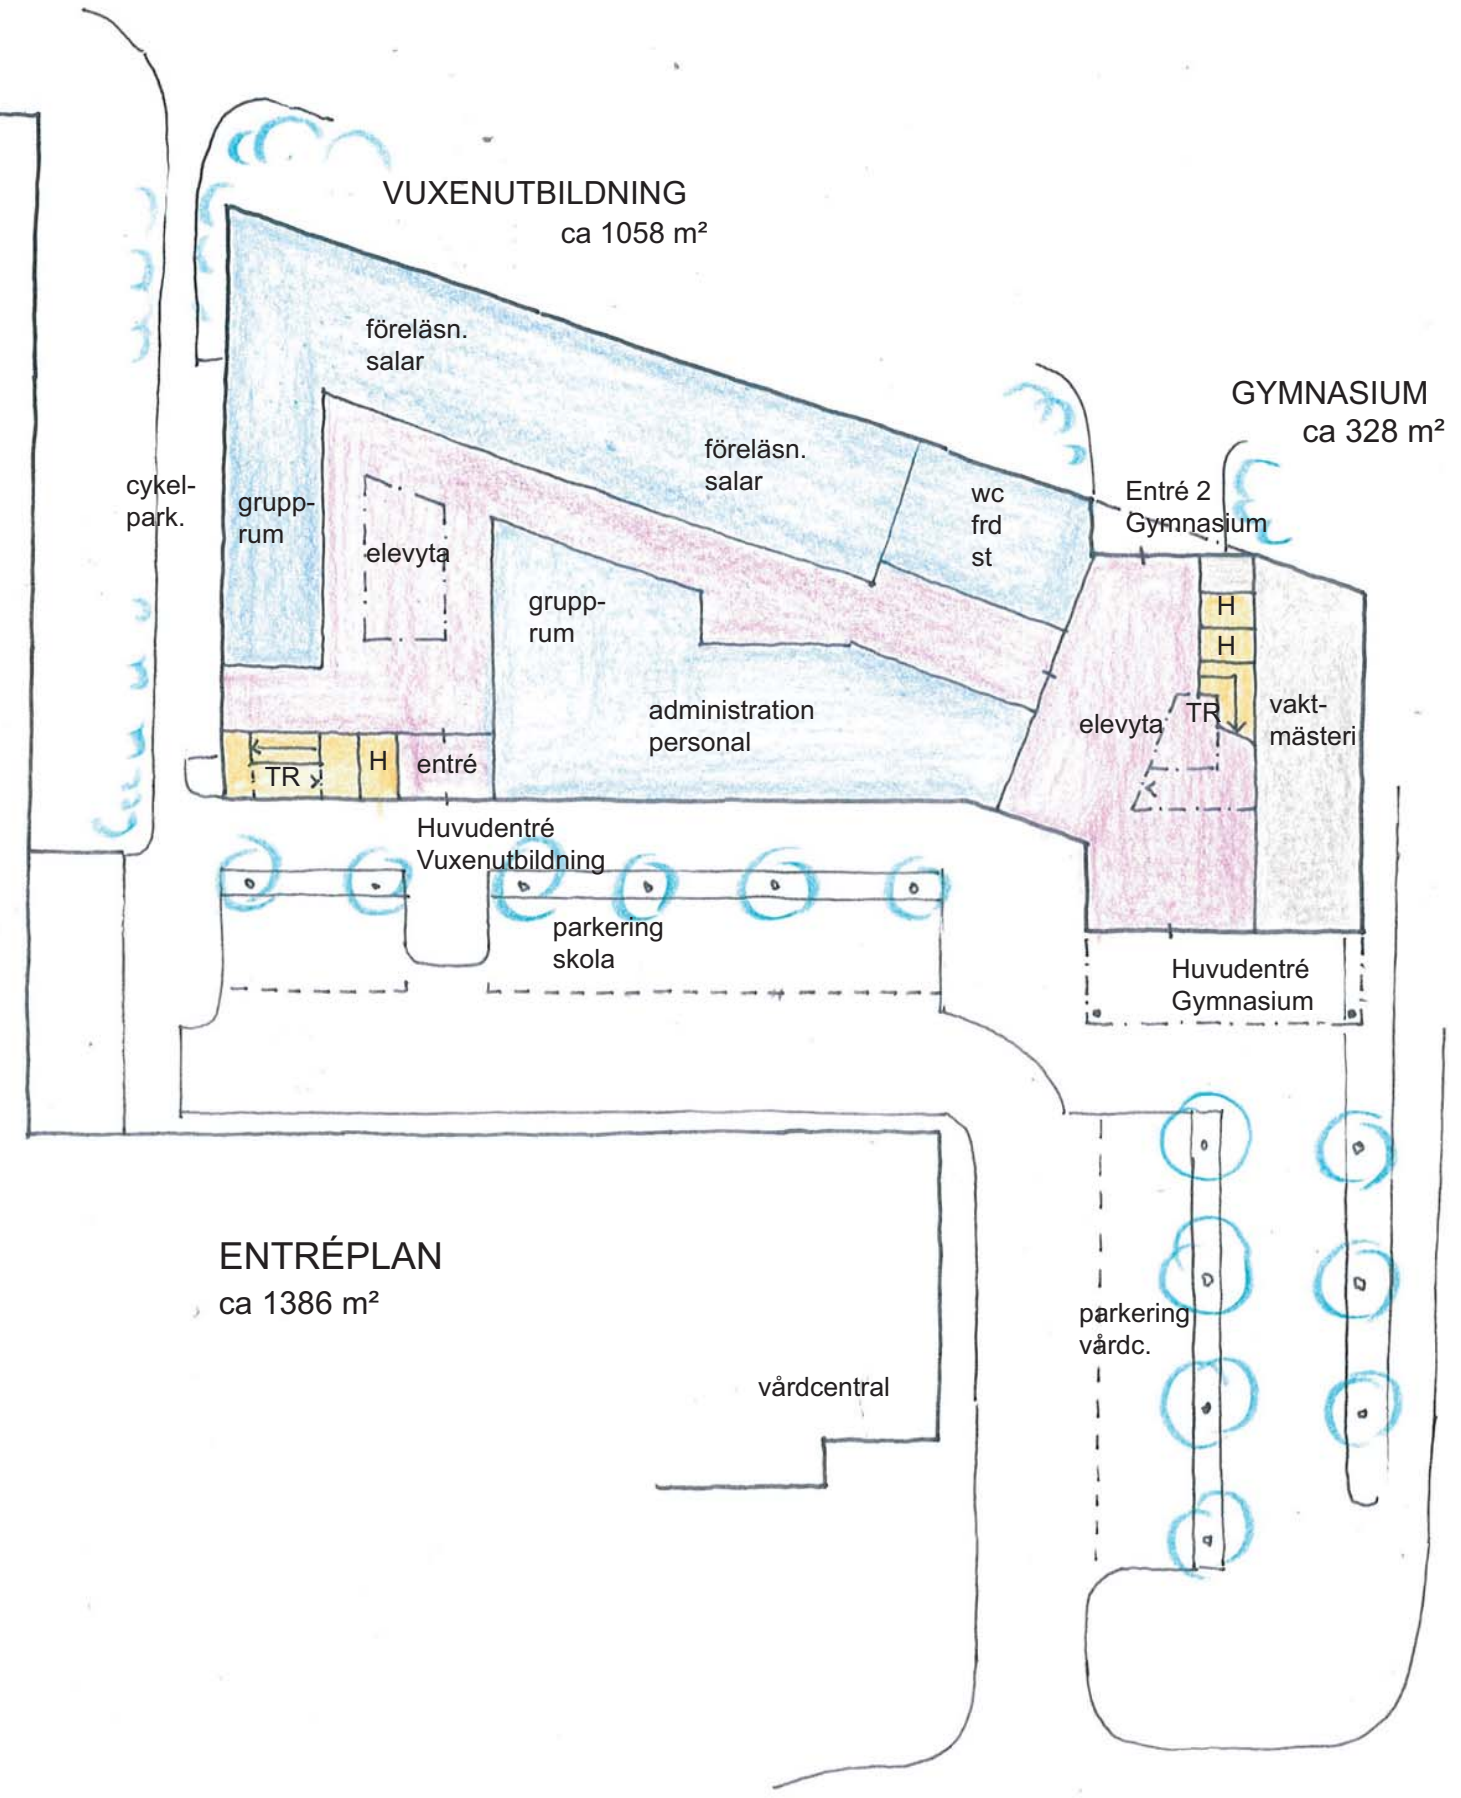 VUXENUTBILDNING
ca 1058 m²
föreläsn.
salar
GYMNASIUM
ca 328 m²
föreläsn.
salar
cykel-
park.
grupp-
rum
wc
frd
st
Entré 2
Gymnasium
elevyta
grupp-
rum
H
H
administration
personal
elevyta
TR
vakt-
mästeri
TR
H
entré
Huvudentré
Vuxenutbildning
parkering
skola
Huvudentré
Gymnasium
ENTRÉPLAN
ca 1386 m²
parkering
vårdc.
vårdcentral